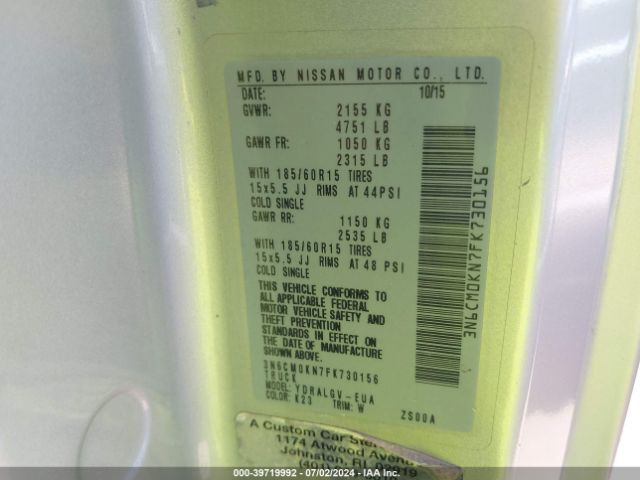 MFD. BY NISSAN MOTOR CO., LTD.
DATE: 10/15
GVWR: 2155 KG
4751 LB
GAWR FR: 1050 KG
2315 LB
WITH 185/60R15 TIRES
15x5.5 JJ RIMS AT 44PSI
COLD SINGLE
GAWR RR: 1150 KG
2535 LB
WITH 185/60R15 TIRES
15x5.5 JJ RIMS AT 48 PSI
COLD SINGLE
THIS VEHICLE CONFORMS TO
ALL APPLICABLE FEDERAL
MOTOR VEHICLE SAFETY AND
THEFT PREVENTION
STANDARDS IN EFFECT ON
THE DATE OF MANUFACTURE
SHOWN ABOVE.
3N6CM0KN7FK730156
TRUCK
MODEL: YDRALGV-EUA
COLOR: K23 TRIM: W ZS00A
3N6CM0KN7FK730156
A Custom Car
1174 Atwood Avenu
Johnston, RI
(401)
000-39719992 - 07/02/2024 - IAA Inc.